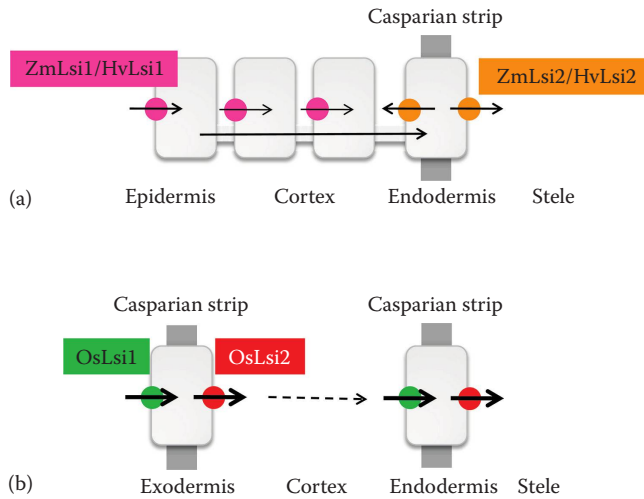 Casparian strip
ZmLsi1/HvLsi1
ZmLsi2/HvLsi2
(a)
Epidermis Cortex Endodermis Stele
Casparian strip Casparian strip
OsLsi1 OsLsi2
(b)
Exodermis Cortex Endodermis Stele